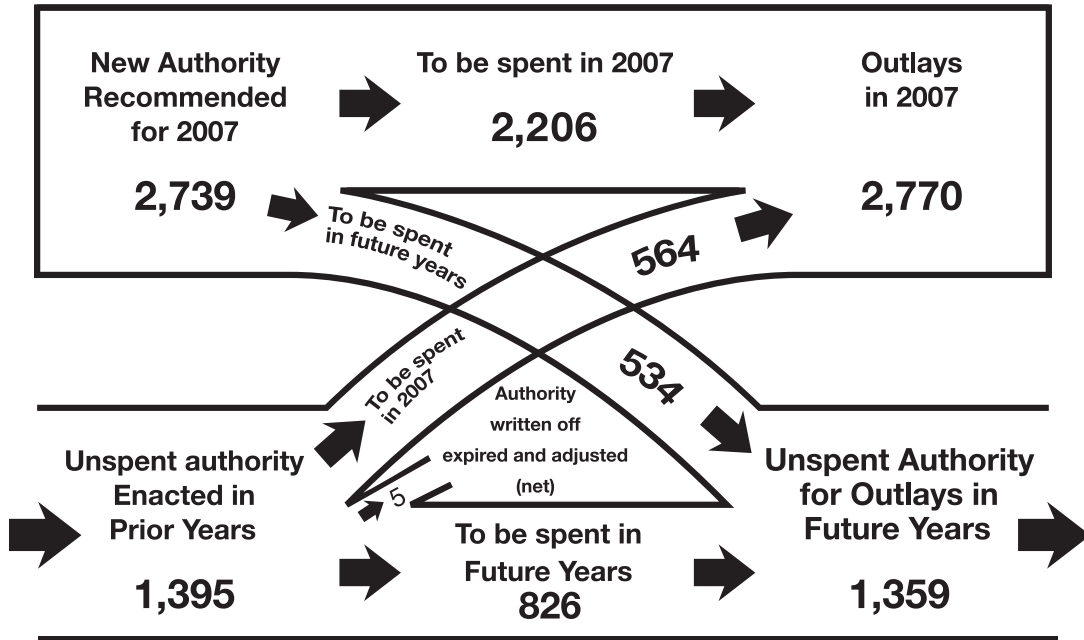 New Authority
Recommended
for 2007
2,739
To be spent in 2007
2,206
Outlays
in 2007
2,770
To be spent
in future years
564
To be spent
in 2007
534
Authority
written off
expired and adjusted
(net)
5
Unspent authority
Enacted in
Prior Years
1,395
To be spent in
Future Years
826
Unspent Authority
for Outlays in
Future Years
1,359